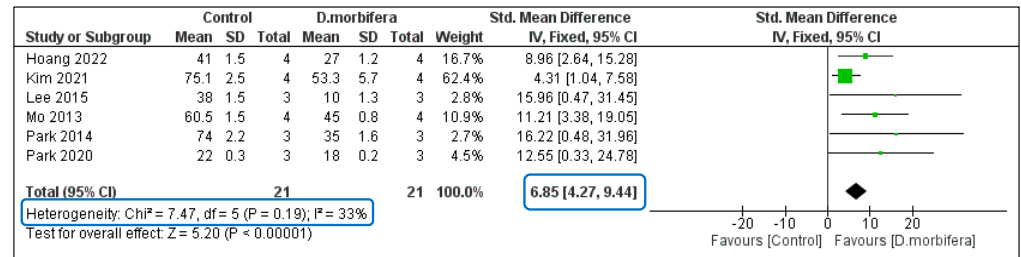 Control D.morbifera Std. Mean Difference Std. Mean Difference
Study or Subgroup Mean SD Total Mean SD Total Weight IV, Fixed, 95% CI IV, Fixed, 95% CI
Hoang 2022 41 1.5 4 27 1.2 4 16.7% 8.96 [2.64, 15.28]
Kim 2021 75.1 2.5 4 53.3 5.7 4 62.4% 4.31 [1.04, 7.58]
Lee 2015 38 1.5 3 10 1.3 3 2.8% 15.96 [0.47, 31.45]
Mo 2013 60.5 1.5 4 45 0.8 4 10.9% 11.21 [3.38, 19.05]
Park 2014 74 2.2 3 35 1.6 3 2.7% 16.22 [0.48, 31.96]
Park 2020 22 0.3 3 18 0.2 3 4.5% 12.55 [0.33, 24.78]
Total (95% CI) 21 21 100.0% 6.85 [4.27, 9.44]
Heterogeneity: Chi² = 7.47, df = 5 (P = 0.19); I² = 33%
Test for overall effect: Z = 5.20 (P < 0.00001)
-20 -10 0 10 20
Favours [Control] Favours [D.morbifera]